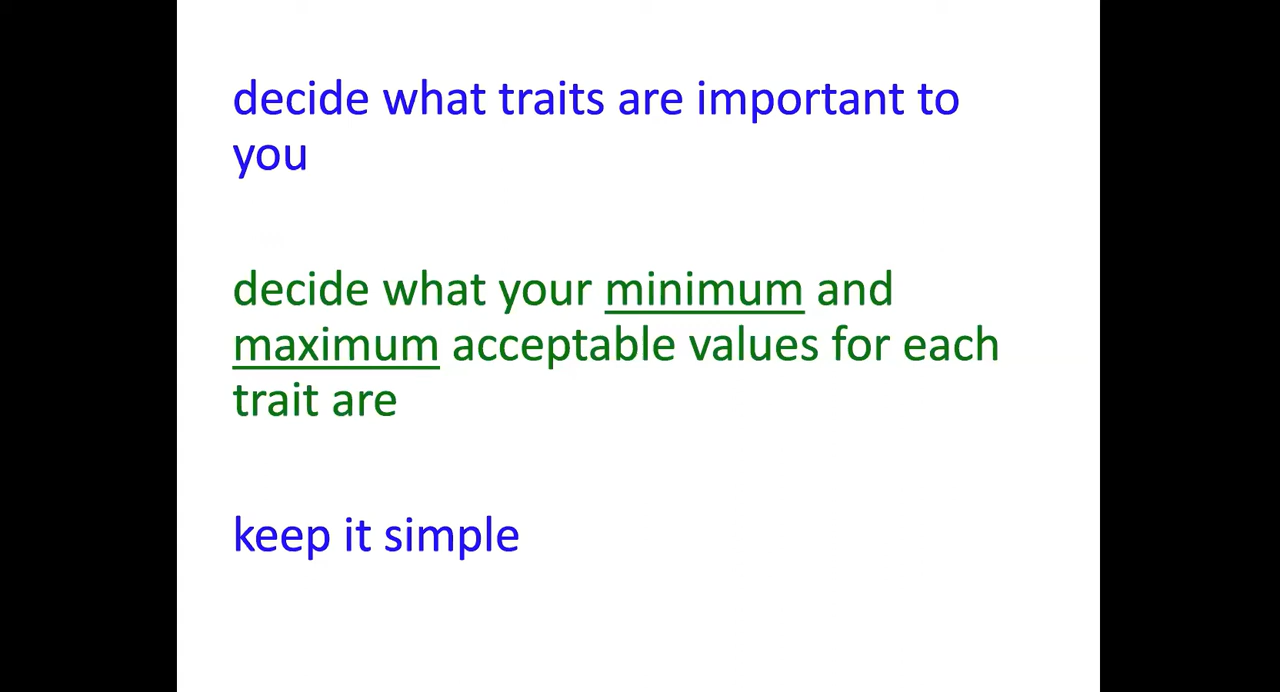 decide what traits are important to
you
decide what your minimum and
maximum acceptable values for each
trait are
keep it simple